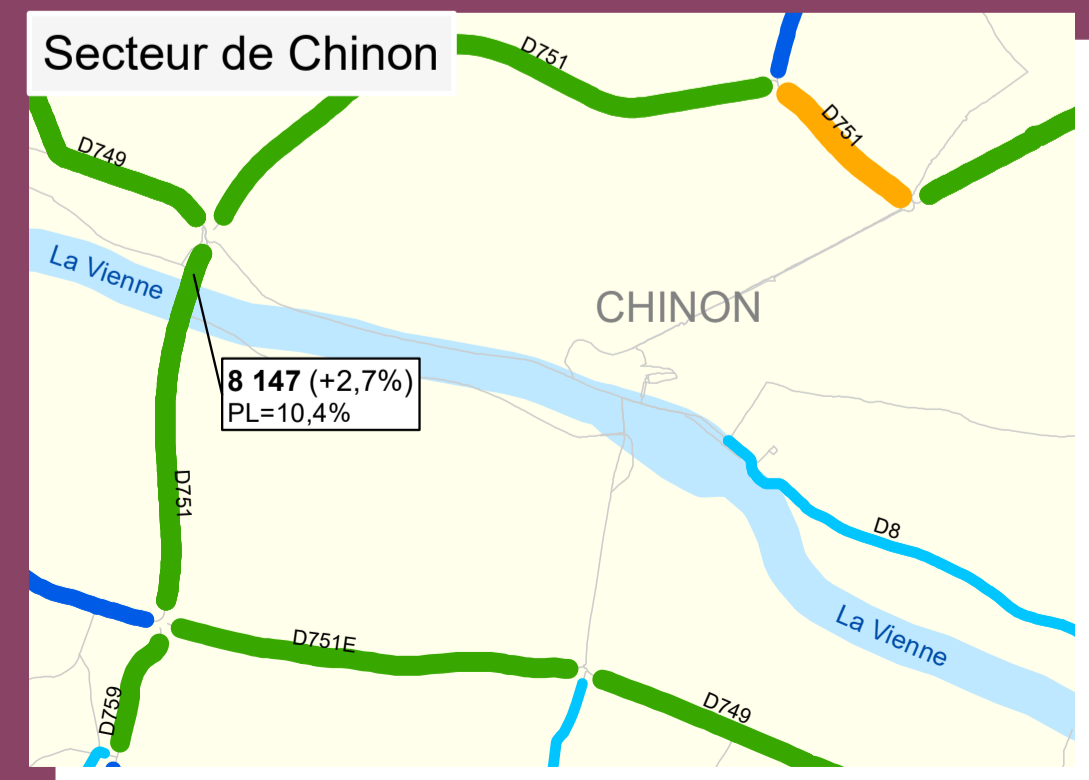 Secteur de Chinon
D751
D751
D749
La Vienne
CHINON
8 147 (+2,7%)
PL=10,4%
D751
D8
La Vienne
D751E
D759
D749